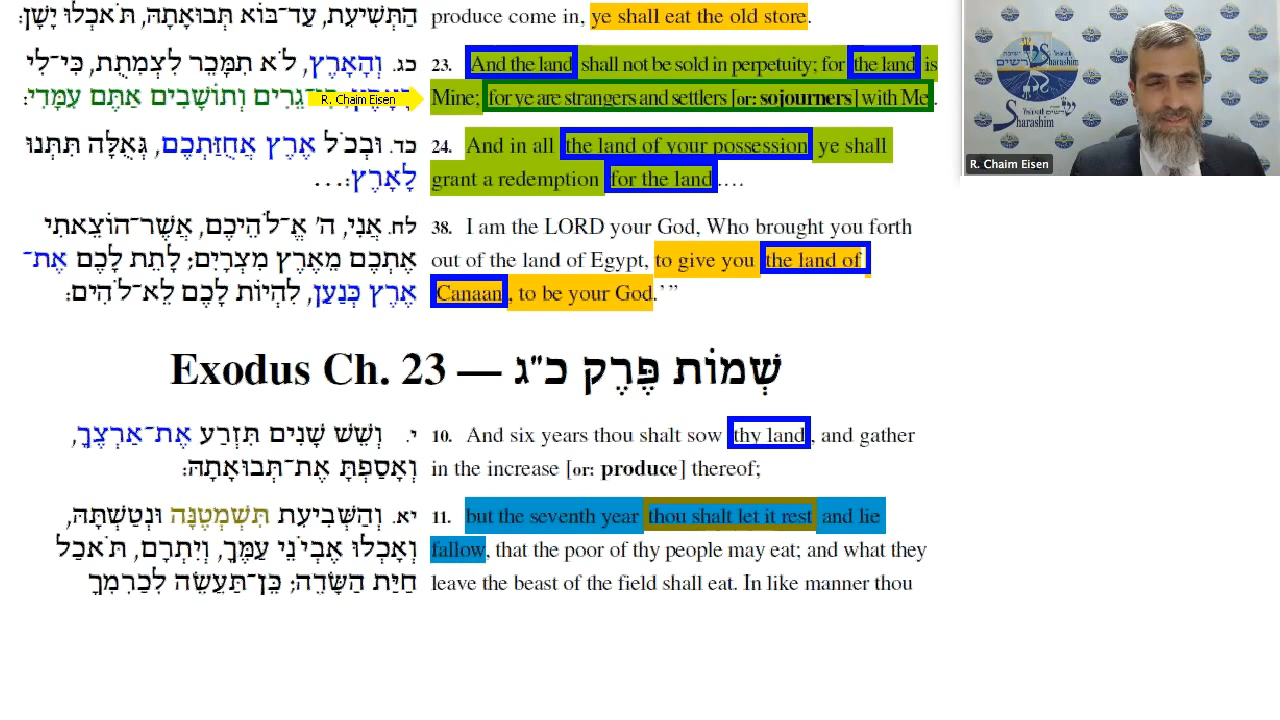 הַתְּשִׁיעִת, עַד־בּוֹא תְּבוּאָתָהּ, תֹּאכְלוּ יָשָׁן:
produce come in, ye shall eat the old store.
כג. וְהָאָרֶץ, לֹא תִמָּכֵר לִצְמִתֻת, כִּי־לִי
23. And the land shall not be sold in perpetuity; for the land is
גֵרִים וְתוֹשָׁבִים אַתֶּם עִמָּדִי:
R. Chaim Eisen
Mine; for ye are strangers and settlers [or: sojourners] with Me.
כד. וּבְכֹל אֶרֶץ אֲחֻזַּתְכֶם, גְּאֻלָּה תִּתְּנוּ
24. And in all the land of your possession ye shall
לָאָרֶץ:...
grant a redemption for the land....
לח. אֲנִי, ה' אֱ־לֹהֵיכֶם, אֲשֶׁר־הוֹצֵאתִי
38. I am the LORD your God, Who brought you forth
אֶתְכֶם מֵאֶרֶץ מִצְרָיִם; לָתֵת לָכֶם אֶת־
out of the land of Egypt, to give you the land of
אֶרֶץ כְּנַעַן, לִהְיוֹת לָכֶם לֵא־לֹהִים:
Canaan, to be your God.' ”
Exodus Ch. 23 — שְׁמוֹת פֶּרֶק כ"ג
י. וְשֵׁשׁ שָׁנִים תִּזְרַע אֶת־אַרְצֶךָ,
10. And six years thou shalt sow thy land, and gather
וְאָסַפְתָּ אֶת־תְּבוּאָתָהּ:
in the increase [or: produce] thereof;
יא. וְהַשְּׁבִיעִת תִּשְׁמְטֶנָּה וּנְטַשְׁתָּהּ,
11. but the seventh year thou shalt let it rest and lie
וְאָכְלוּ אֶבְיֹנֵי עַמֶּךָ, וְיִתְרָם, תֹּאכַל
fallow, that the poor of thy people may eat; and what they
חַיַּת הַשָּׂדֶה; כֵּן־תַּעֲשֶׂה לְכַרְמְךָ
leave the beast of the field shall eat. In like manner thou
Sharashim
R. Chaim Eisen